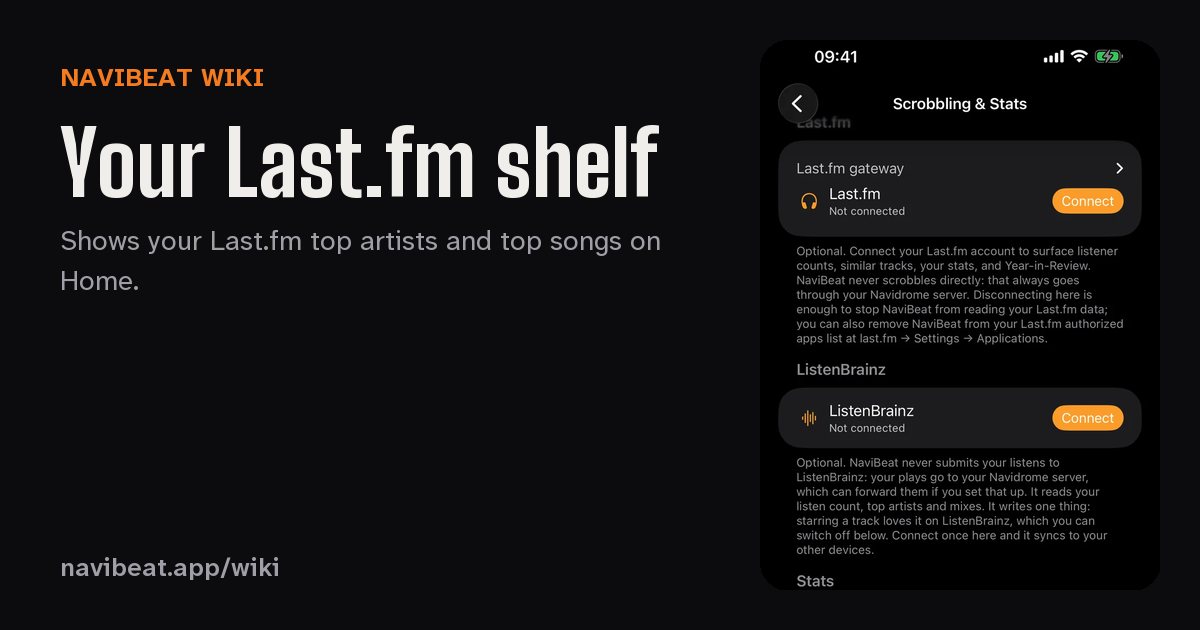 NAVIBEAT WIKI
Your Last.fm shelf
Shows your Last.fm top artists and top songs on
Home.
navibeat.app/wiki
09:41
Scrobbling & Stats
Last.fm
Last.fm gateway
Last.fm
Not connected
Connect
Optional. Connect your Last.fm account to surface listener
counts, similar tracks, your stats, and Year-in-Review.
NaviBeat never scrobbles directly: that always goes
through your Navidrome server. Disconnecting here is
enough to stop NaviBeat from reading your Last.fm data;
you can also remove NaviBeat from your Last.fm authorized
apps list at last.fm → Settings → Applications.
ListenBrainz
ListenBrainz
Not connected
Connect
Optional. NaviBeat never submits your listens to
ListenBrainz: your plays go to your Navidrome server,
which can forward them if you set that up. It reads your
listen count, top artists and mixes. It writes one thing:
starring a track loves it on ListenBrainz, which you can
switch off below. Connect once here and it syncs to your
other devices.
Stats